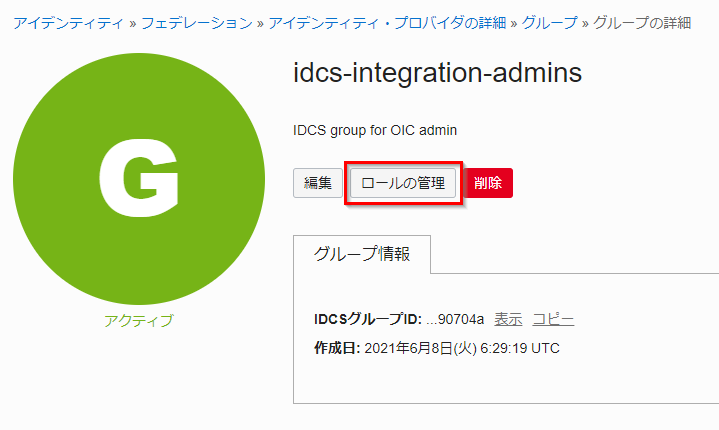 アイデンティティ » フェデレーション » アイデンティティ・プロバイダの詳細 » グループ » グループの詳細
G
アクティブ
idcs-integration-admins
IDCS group for OIC admin
編集 ロールの管理 削除
グループ情報
IDCSグループID: ...90704a 表示 コピー
作成日: 2021年6月8日(火) 6:29:19 UTC